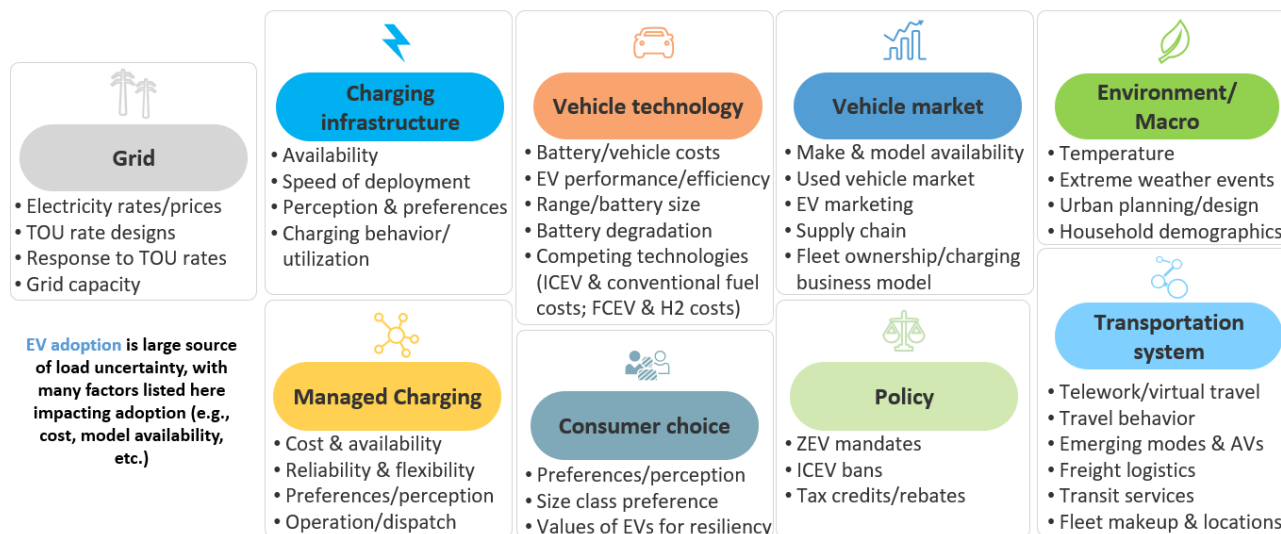 Grid
• Electricity rates/prices
• TOU rate designs
• Response to TOU rates
• Grid capacity
EV adoption is large source
of load uncertainty, with
many factors listed here
impacting adoption (e.g.,
cost, model availability,
etc.)
Charging
infrastructure
• Availability
• Speed of deployment
• Perception & preferences
• Charging behavior/
utilization
Managed Charging
• Cost & availability
• Reliability & flexibility
• Preferences/perception
• Operation/dispatch
Vehicle technology
• Battery/vehicle costs
• EV performance/efficiency
• Range/battery size
• Battery degradation
• Competing technologies
(ICEV & conventional fuel
costs; FCEV & H2 costs)
Consumer choice
• Preferences/perception
• Size class preference
• Values of EVs for resiliency
Vehicle market
• Make & model availability
• Used vehicle market
• EV marketing
• Supply chain
• Fleet ownership/charging
business model
Policy
• ZEV mandates
• ICEV bans
• Tax credits/rebates
Environment/
Macro
• Temperature
• Extreme weather events
• Urban planning/design
• Household demographics
Transportation
system
• Telework/virtual travel
• Travel behavior
• Emerging modes & AVs
• Freight logistics
• Transit services
• Fleet makeup & locations